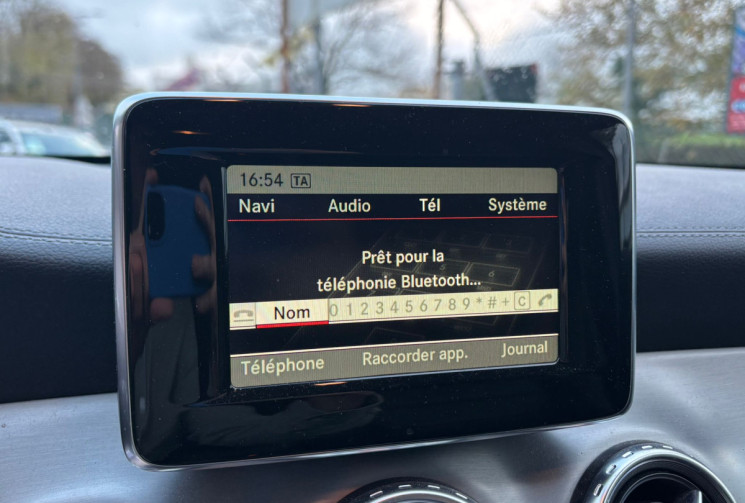 16:54 TA
Navi Audio Tél Système
Prêt pour la
téléphonie Bluetooth...
Nom 0 1 2 3 4 5 6 7 8 9 * # + C
Téléphone Raccorder app. Journal